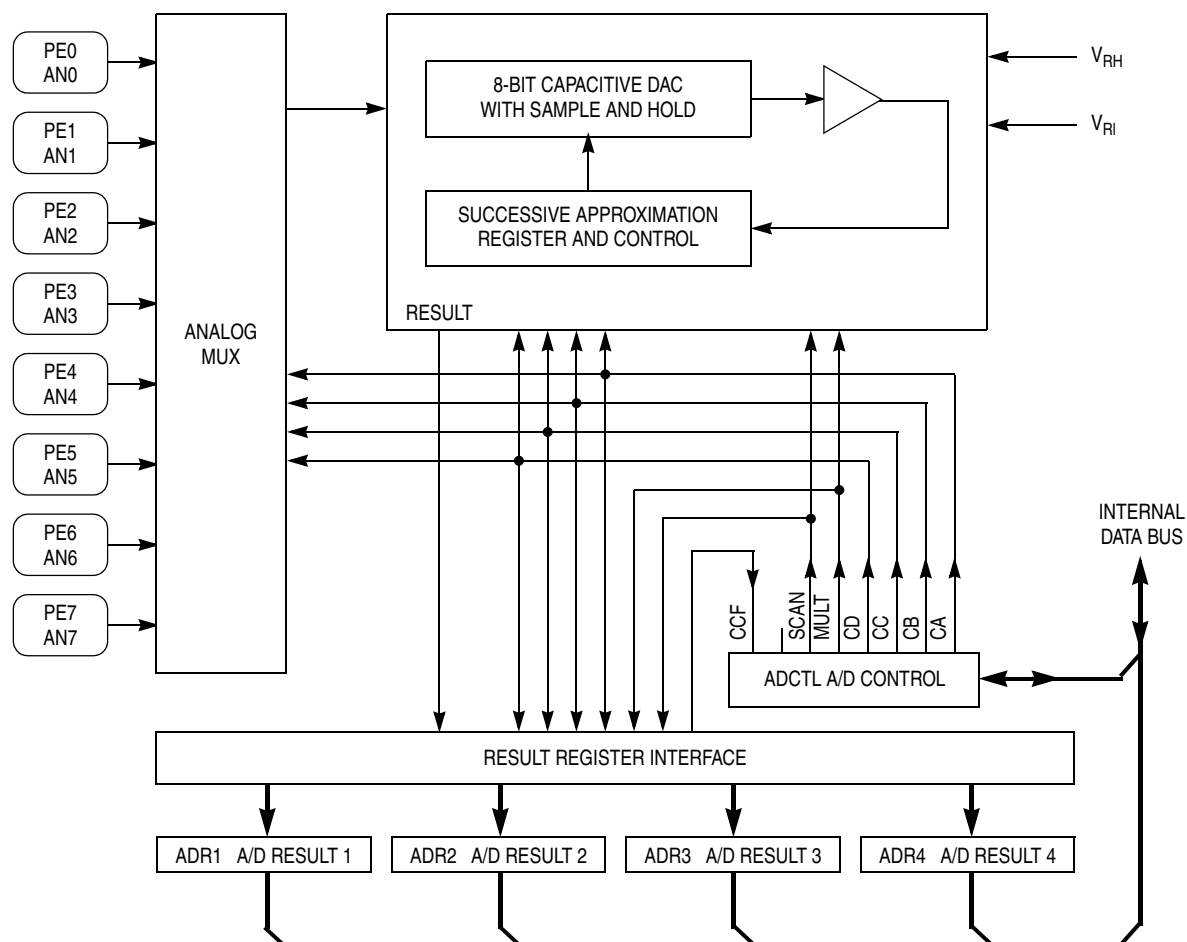 PE0
AN0
PE1
AN1
PE2
AN2
PE3
AN3
PE4
AN4
PE5
AN5
PE6
AN6
PE7
AN7
ANALOG
MUX
8-BIT CAPACITIVE DAC
WITH SAMPLE AND HOLD
SUCCESSIVE APPROXIMATION
REGISTER AND CONTROL
RESULT
VRH
VRl
INTERNAL
DATA BUS
CCF
SCAN
MULT
CD
CC
CB
CA
ADCTL A/D CONTROL
RESULT REGISTER INTERFACE
ADR1 A/D RESULT 1
ADR2 A/D RESULT 2
ADR3 A/D RESULT 3
ADR4 A/D RESULT 4